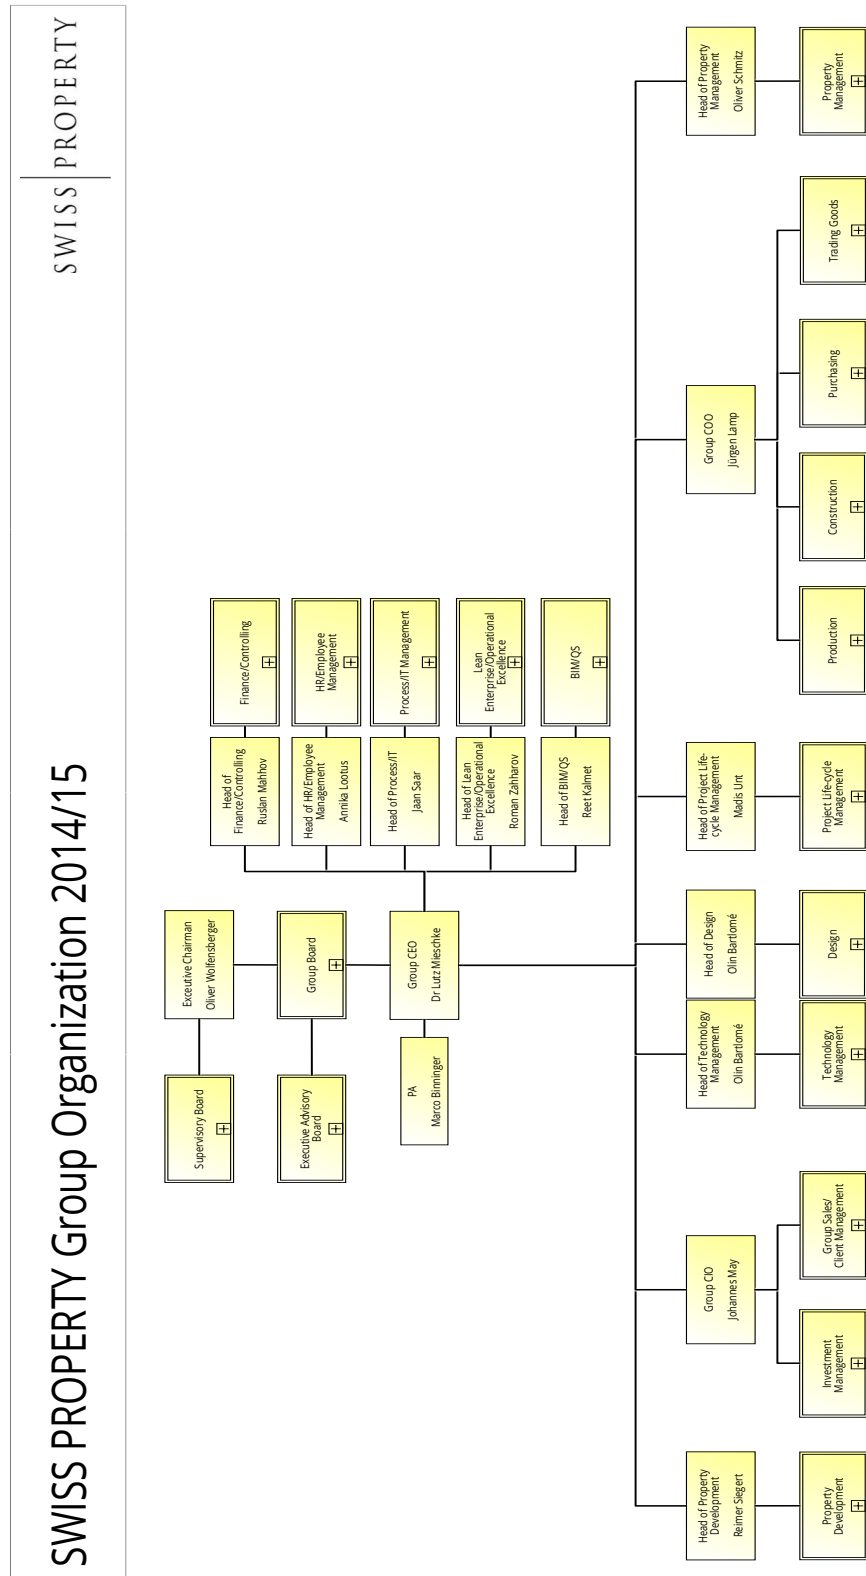 SWISS PROPERTY Group Organization 2014/15
SWISS PROPERTY
Supervisory Board
Exceutive Chairman
Oliver Wolfensberger
Executive Advisory
Board
Group Board
PA
Marco Binninger
Group CEO
Dr Lutz Mieschke
Head of
Finance/Controlling
Ruslan Mahhov
Finance/Controlling
Head of HR/Employee
Management
Annika Lootus
HR/Employee
Management
Head of Process/IT
Jaan Saar
Process/IT Management
Head of Lean
Enterprise/Operational
Excellence
Roman Zahharov
Lean
Enterprise/Operational
Excellence
Head of BIM/QS
Reet Kalmet
BIM/QS
Head of Property
Development
Reimer Siegert
Group CIO
Johannes May
Head of Technology
Management
Olin Bartlomé
Head of Design
Olin Bartlomé
Head of Project Life-
cycle Management
Madis Unt
Group COO
Jürgen Lamp
Head of Property
Management
Oliver Schmitz
Property
Development
Investment
Management
Group Sales/
Client Management
Technology
Management
Design
Project Life-cycle
Management
Production
Construction
Purchasing
Trading Goods
Property
Management